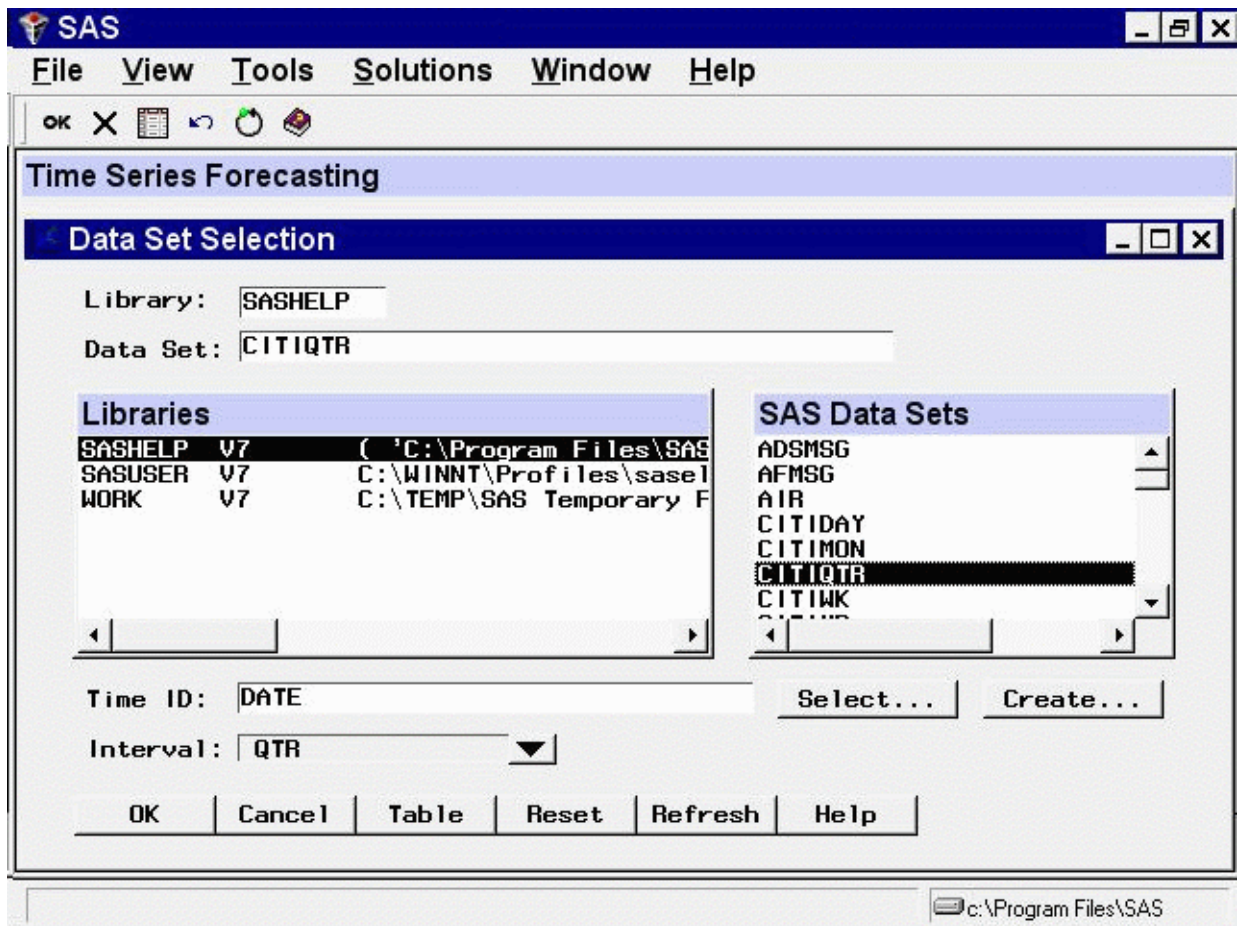 SAS
File View Tools Solutions Window Help
OK
Time Series Forecasting
Data Set Selection
Library: SASHELP
Data Set: CITIQTR
Libraries
SASHELP V7 ( 'C:\Program Files\SAS
SASUSER V7 C:\WINNT\Profiles\sasel
WORK V7 C:\TEMP\SAS Temporary F
SAS Data Sets
ADSMSG
AFMSG
AIR
CITIDAY
CITIMON
CITIQTR
CITIWK
Time ID: DATE Select... Create...
Interval: QTR
OK Cancel Table Reset Refresh Help
c:\Program Files\SAS